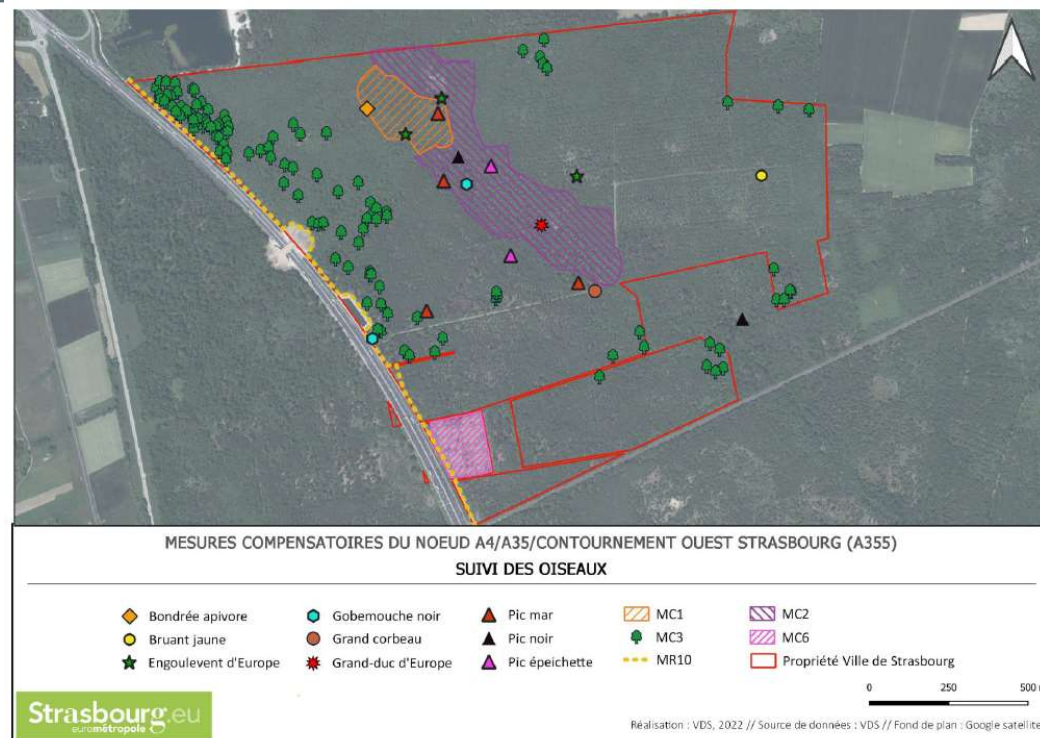 MESURES COMPENSATOIRES DU NOEUD A4/A35/CONTOURNEMENT OUEST STRASBOURG (A355)
SUIVI DES OISEAUX
Bondrée apivore
Bruant jaune
Engoulevent d'Europe
Gobemouche noir
Grand corbeau
Grand-duc d'Europe
Pic mar
Pic noir
Pic épeichette
MC1
MC3
MR10
MC2
MC6
Propriété Ville de Strasbourg
0 250 500
Strasbourg.eu
eurométropole
Réalisation : VDS, 2022 // Source de données : VDS // Fond de plan : Google satellite